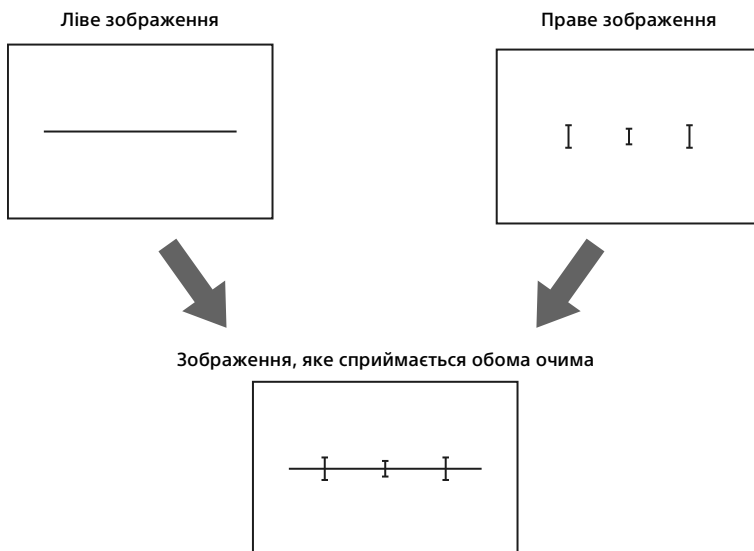 Ліве зображення
Праве зображення
Зображення, яке сприймається обома очима